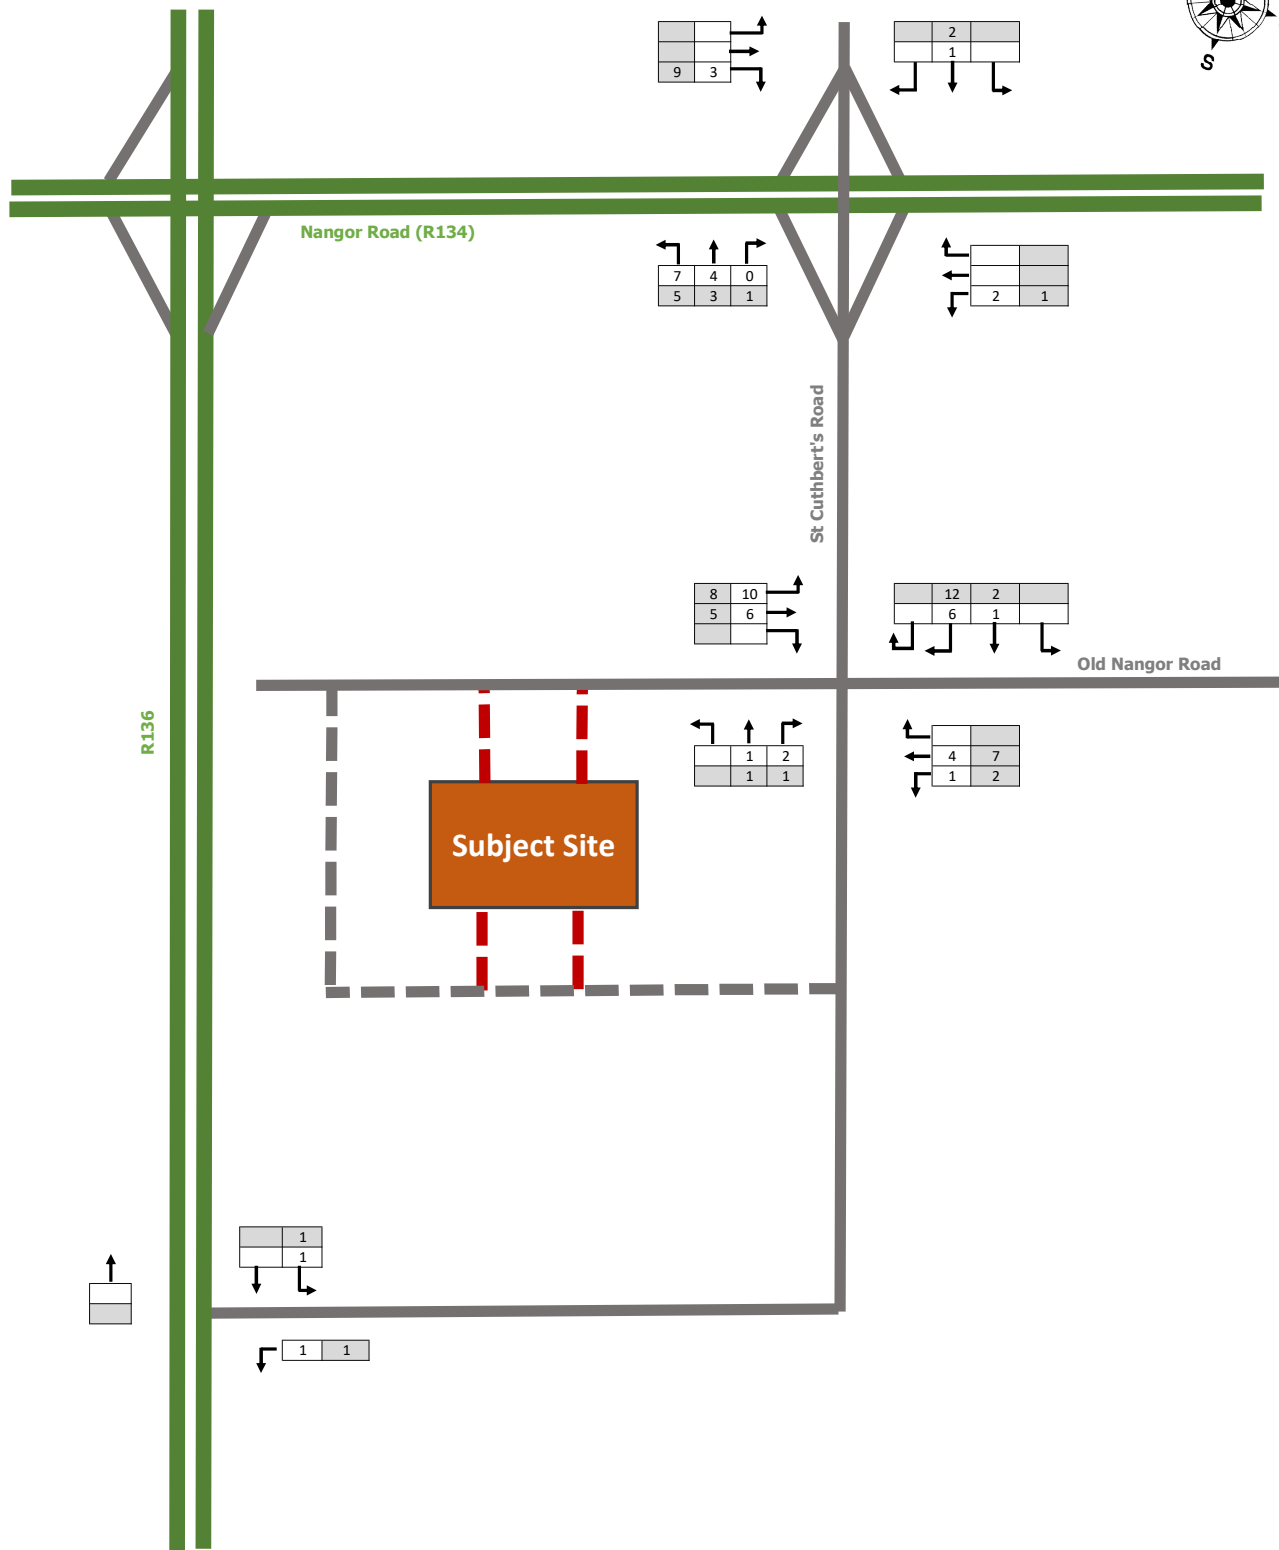 2
1
9 3
S
Nangor Road (R134)
7 4 0
5 3 1
2 1
St Cuthbert's Road
8 10
5 6
12 2
6 1
Old Nangor Road
R136
1 2
1 1
4 7
1 2
Subject Site
1
1
1 1